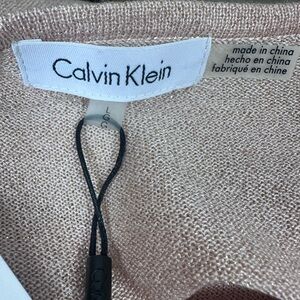 Calvin Klein
made in china
hecho en china
fabriqué en chine